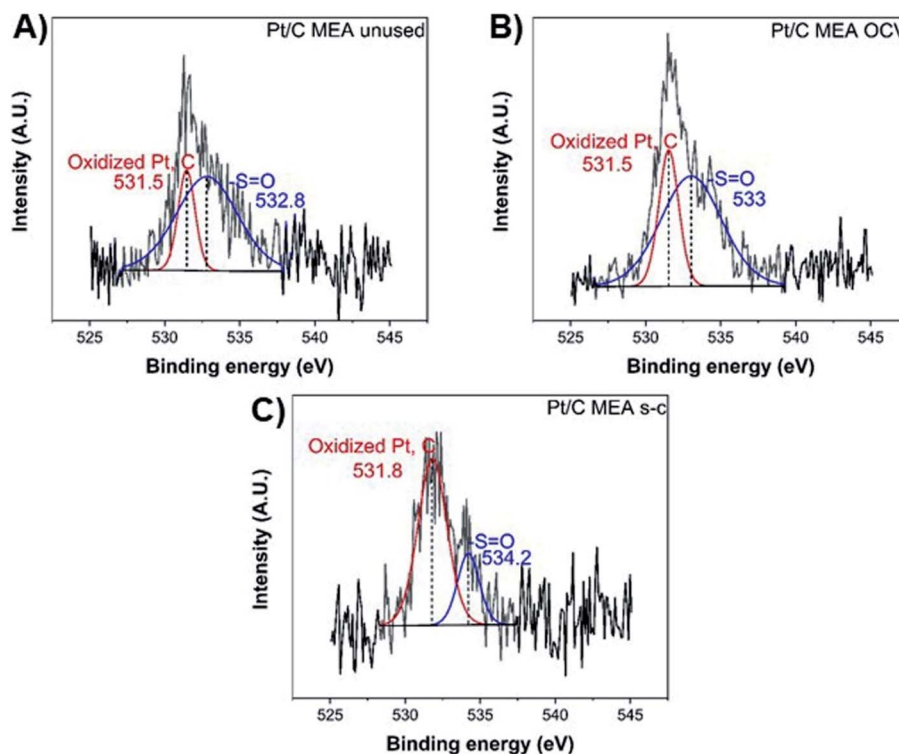 A)
Pt/C MEA unused
Oxidized Pt, C
531.5
-S=O
532.8
Intensity (A.U.)
525 530 535 540 545
Binding energy (eV)
B)
Pt/C MEA OCV
Oxidized Pt, C
531.5
-S=O
533
Intensity (A.U.)
525 530 535 540 545
Binding energy (eV)
C)
Pt/C MEA s-c
Oxidized Pt, C
531.8
-S=O
534.2
Intensity (A.U.)
525 530 535 540 545
Binding energy (eV)